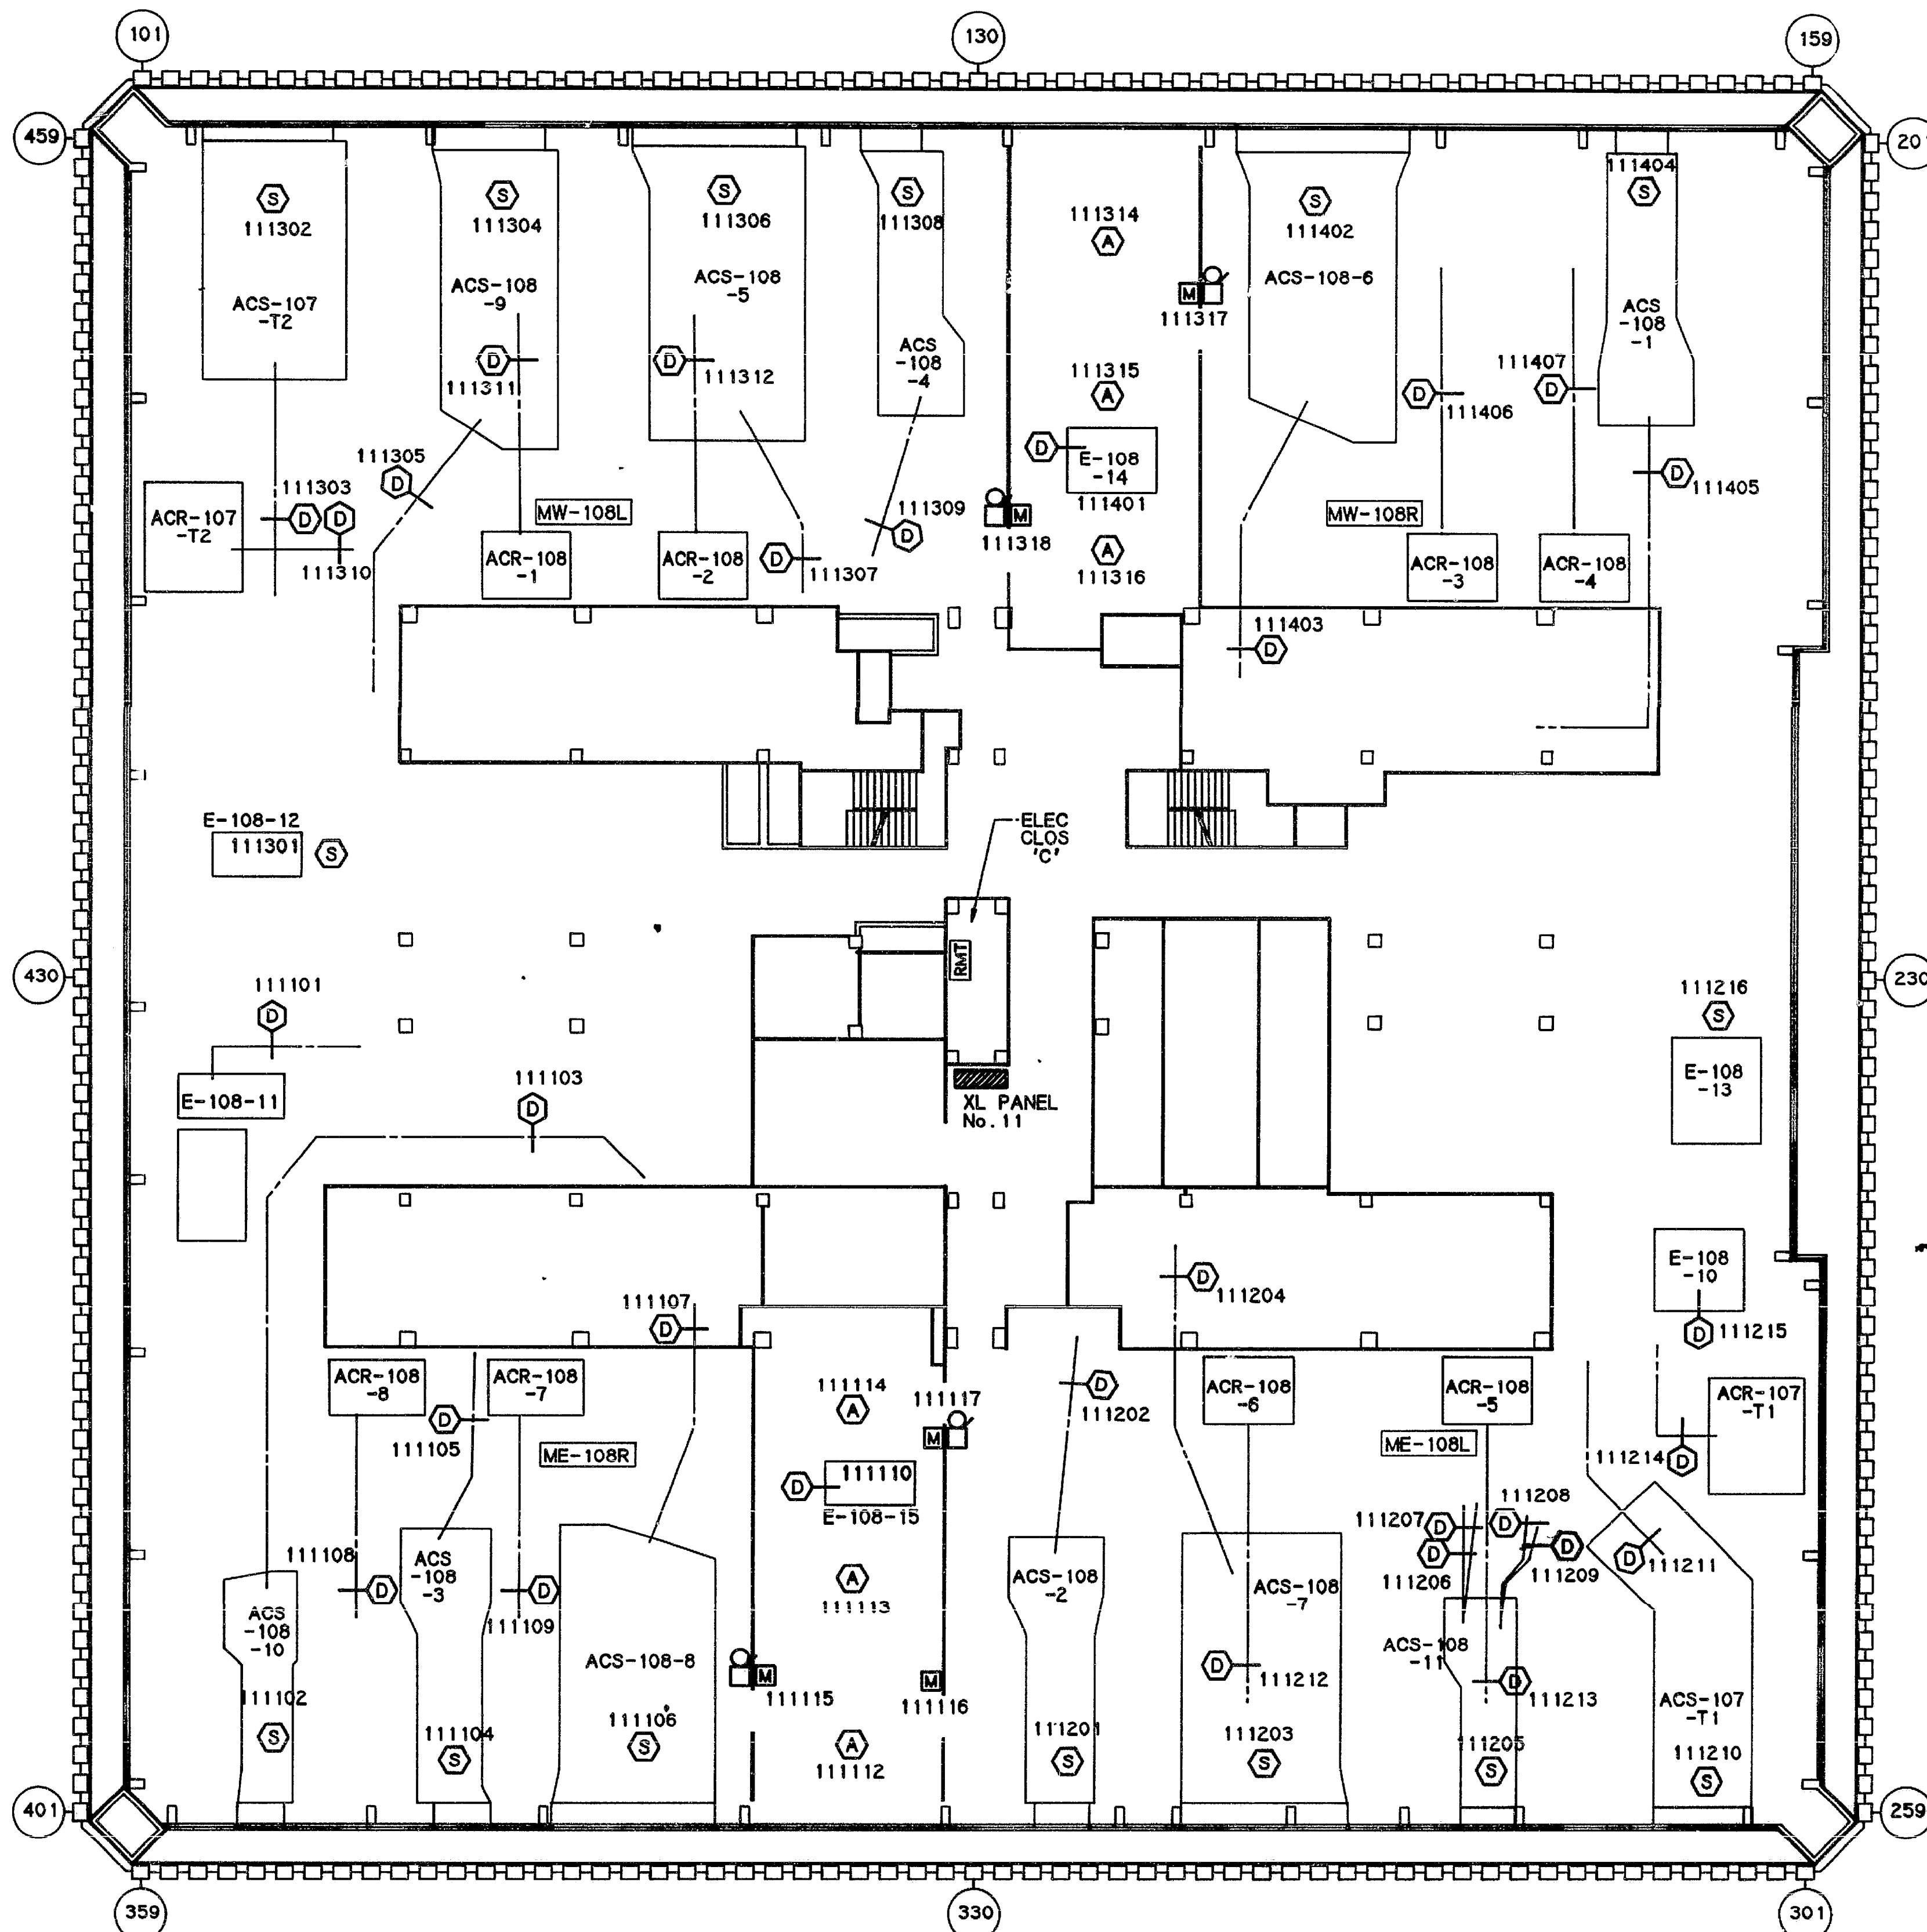 101
130
159
459
201
S
111302
S
111304
S
111306
S
111308
111314
A
S
111402
111404
S
ACS-107
-T2
ACS-108
-9
ACS-108
-5
ACS
-108
-4
M
111317
ACS-108-6
ACS
-108
-1
D
111311
D
111312
111315
A
D
111406
111407
D
111305
D
D
E-108
-14
111401
D
111405
111303
D
D
111310
ACR-107
-T2
MW-108L
111309
D
M
111318
MW-108R
ACR-108
-1
ACR-108
-2
D
111307
A
111316
ACR-108
-3
ACR-108
-4
111403
D
E-108-12
111301
S
ELEC
CLOS
'C'
RMT
430
230
111101
D
111216
S
E-108-11
111103
D
XL PANEL
No.11
E-108
-13
D
111204
E-108
-10
111107
D
D
111215
ACR-108
-8
ACR-108
-7
111114
A
111117
M
D
111202
ACR-108
-6
ACR-108
-5
ACR-107
-T1
D
111105
ME-108R
ME-108L
111214
D
D
111110
E-108-15
111207
D
111208
D
D
111206
D
111209
D
111211
111108
D
ACS
-108
-3
D
111109
A
111113
ACS-108
-2
ACS-108
-7
ACS
-108
-10
ACS-108-8
M
111115
M
111116
D
111212
ACS-108
-11
D
111213
ACS-107
-T1
111102
S
111104
S
111106
S
A
111112
111201
S
111203
S
111205
S
111210
S
401
259
359
330
301